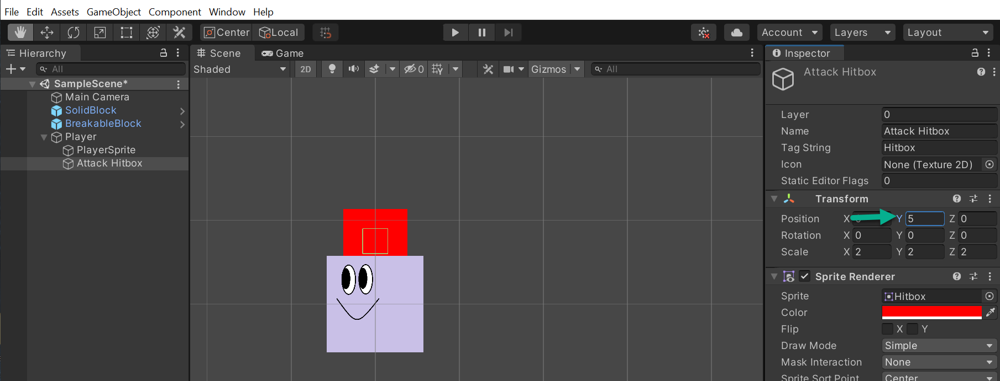 File Edit Assets GameObject Component Window Help
Center Local Account Layers Layout
Hierarchy
All
SampleScene*
Main Camera
SolidBlock
BreakableBlock
Player
PlayerSprite
Attack Hitbox
Scene Game
Shaded 2D 0 Gizmos All
Inspector
Attack Hitbox
Layer 0
Name Attack Hitbox
Tag String Hitbox
Icon None (Texture 2D)
Static Editor Flags 0
Transform
Position X Y 5 Z 0
Rotation X 0 Y 0 Z 0
Scale X 2 Y 2 Z 2
Sprite Renderer
Sprite Hitbox
Color
Flip X Y
Draw Mode Simple
Mask Interaction None
Sprite Sort Point Center